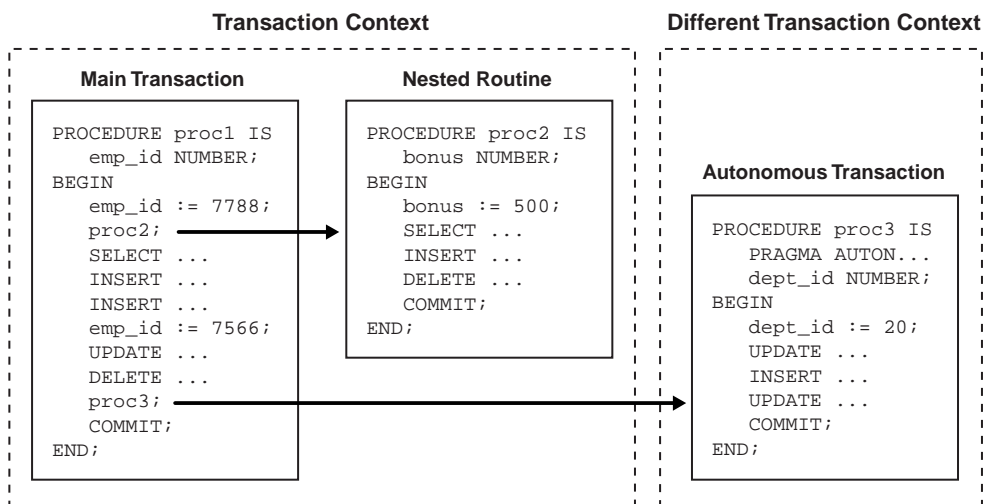 Transaction Context
Different Transaction Context
Main Transaction
PROCEDURE proc1 IS
emp_id NUMBER;
BEGIN
emp_id := 7788;
proc2;
SELECT ...
INSERT ...
INSERT ...
emp_id := 7566;
UPDATE ...
DELETE ...
proc3;
COMMIT;
END;
Nested Routine
PROCEDURE proc2 IS
bonus NUMBER;
BEGIN
bonus := 500;
SELECT ...
INSERT ...
DELETE ...
COMMIT;
END;
Autonomous Transaction
PROCEDURE proc3 IS
PRAGMA AUTON...
dept_id NUMBER;
BEGIN
dept_id := 20;
UPDATE ...
INSERT ...
UPDATE ...
COMMIT;
END;